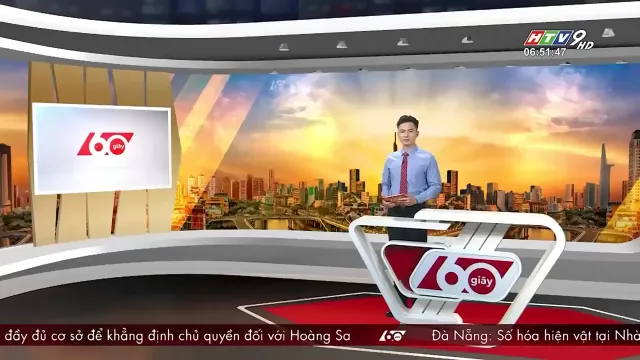 HTV9 HD
06:51:47
60 giây
60 giây
đầy đủ cơ sở để khẳng định chủ quyền đối với Hoàng Sa 60 Đà Nẵng: Số hóa hiện vật tại Nhà